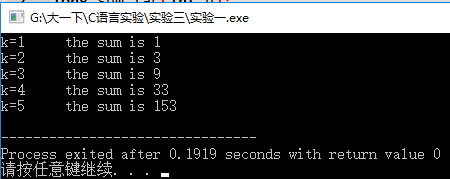 G:\大一下\C语言实验\实验三\实验一.exe
k=1 the sum is 1
k=2 the sum is 3
k=3 the sum is 9
k=4 the sum is 33
k=5 the sum is 153
--------------------------------
Process exited after 0.1919 seconds with return value 0
请按任意键继续. . .